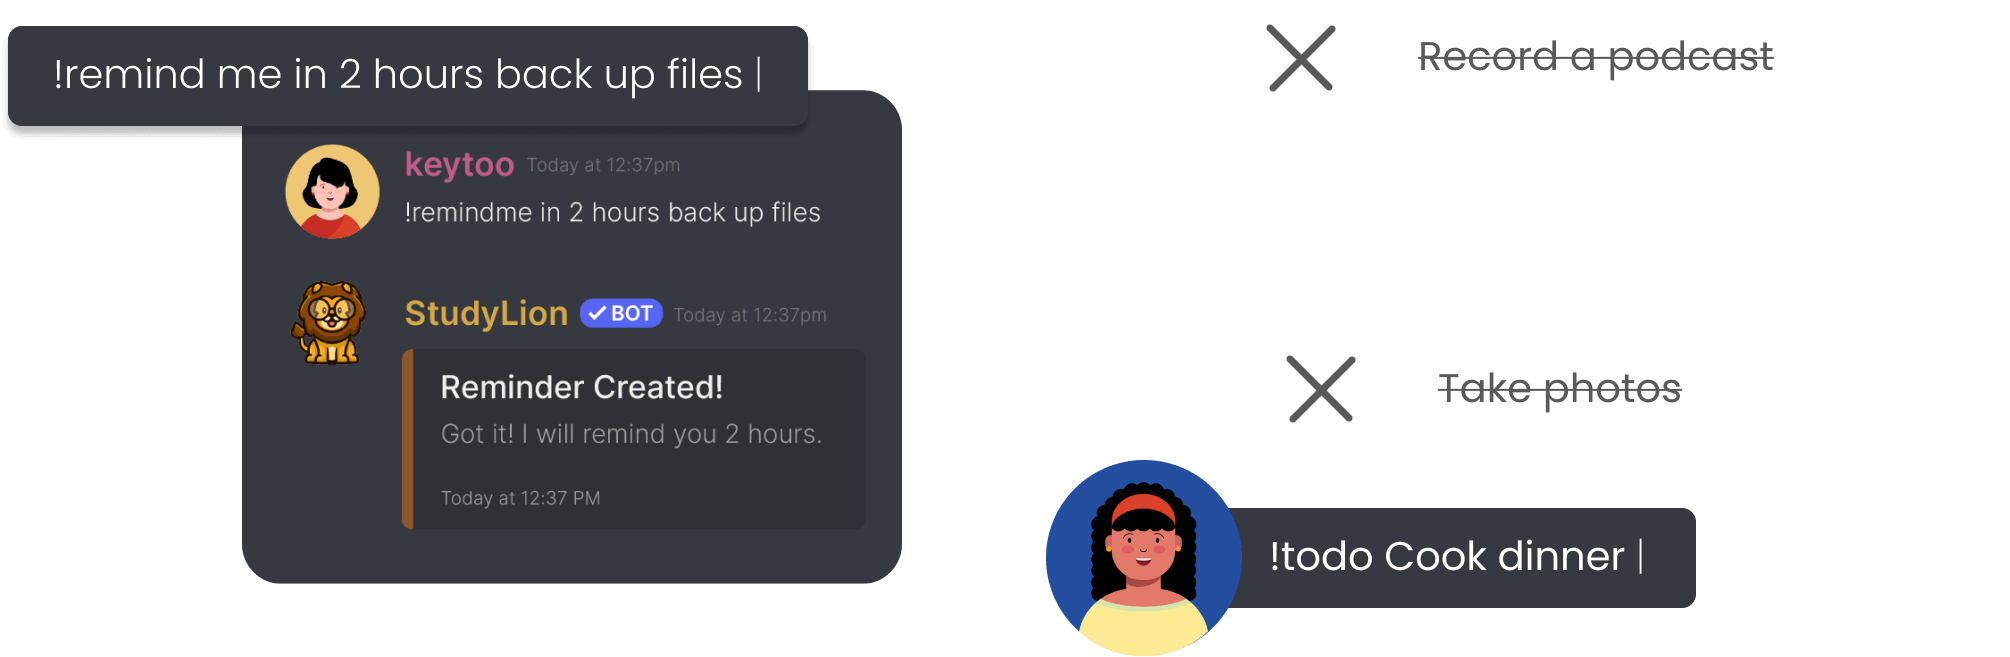 !remind me in 2 hours back up files |
keytoo Today at 12:37pm
!remindme in 2 hours back up files
StudyLion BOT Today at 12:37pm
Reminder Created!
Got it! I will remind you 2 hours.
Today at 12:37 PM
Record a podcast
Take photos
!todo Cook dinner |